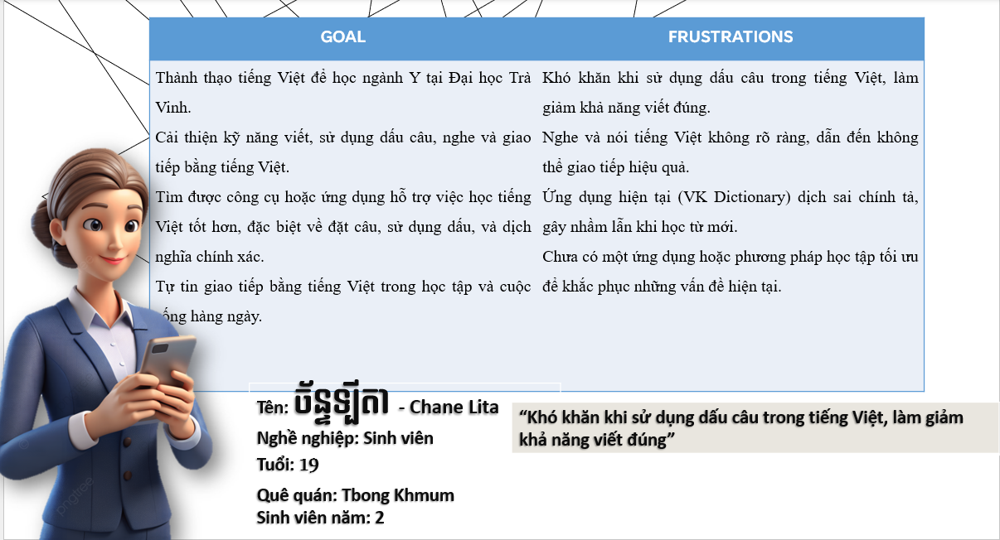 GOAL
FRUSTRATIONS
Thành thạo tiếng Việt để học ngành Y tại Đại học Trà
Vinh.
Cải thiện kỹ năng viết, sử dụng dấu câu, nghe và giao
tiếp bằng tiếng Việt.
Tìm được công cụ hoặc ứng dụng hỗ trợ việc học tiếng
Việt tốt hơn, đặc biệt về đặt câu, sử dụng dấu, và dịch
nghĩa chính xác.
Tự tin giao tiếp bằng tiếng Việt trong học tập và cuộc
sống hàng ngày.
Khó khăn khi sử dụng dấu câu trong tiếng Việt, làm
giảm khả năng viết đúng.
Nghe và nói tiếng Việt không rõ ràng, dẫn đến không
thể giao tiếp hiệu quả.
Ứng dụng hiện tại (VK Dictionary) dịch sai chính tả,
gây nhầm lẫn khi học từ mới.
Chưa có một ứng dụng hoặc phương pháp học tập tối ưu
để khắc phục những vấn đề hiện tại.
Tên: ច័ន្ទឡីតា - Chane Lita
Nghề nghiệp: Sinh viên
Tuổi: 19
Quê quán: Tbong Khmum
Sinh viên năm: 2
“Khó khăn khi sử dụng dấu câu trong tiếng Việt, làm giảm
khả năng viết đúng”
pngtree